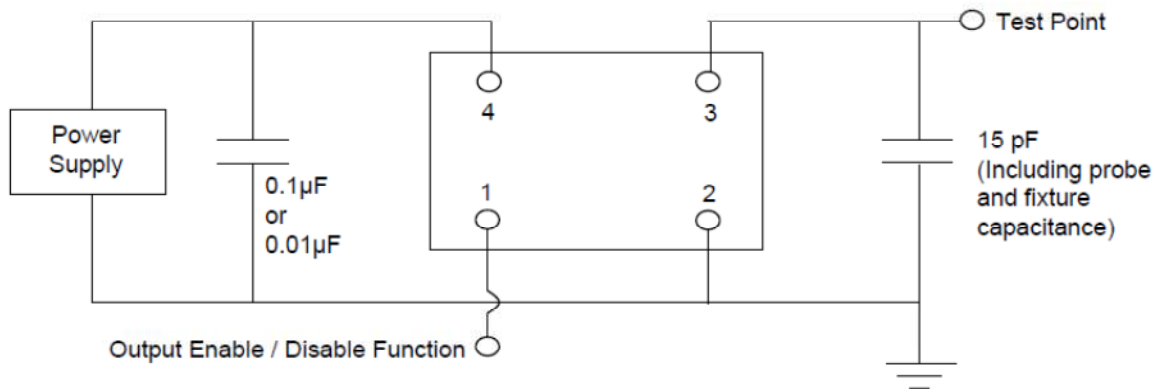 Test Point
4
3
Power
Supply
15 pF
(Including probe
and fixture
capacitance)
0.1µF
or
0.01µF
1
2
Output Enable / Disable Function